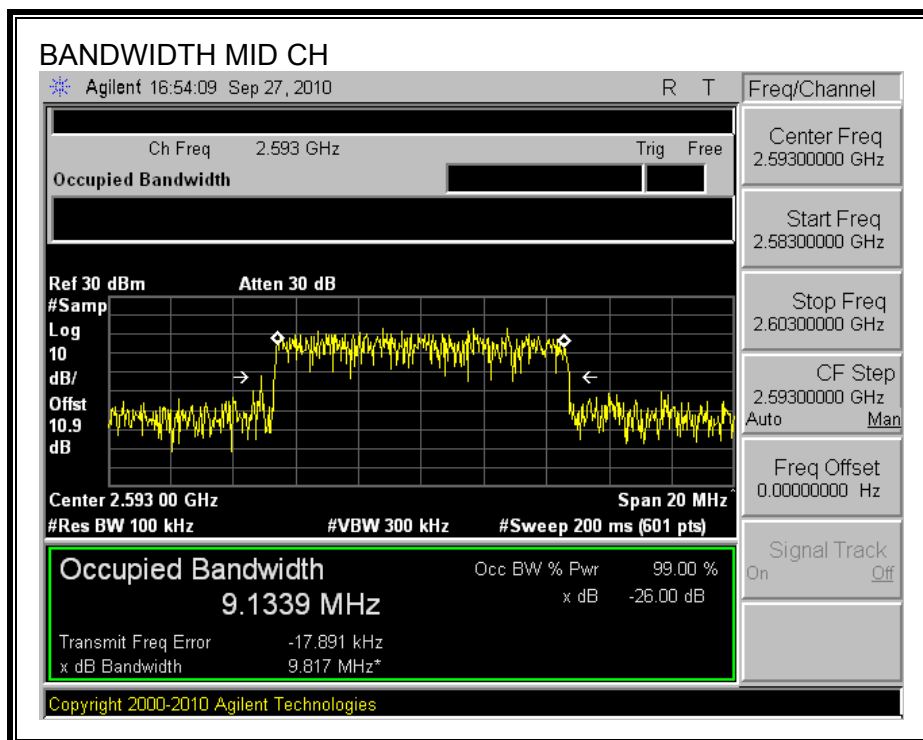 BANDWIDTH MID CH
Agilent 16:54:09 Sep 27, 2010 R T
Freq/Channel
Ch Freq 2.593 GHz Trig Free
Occupied Bandwidth
Center Freq
2.59300000 GHz
Start Freq
2.58300000 GHz
Stop Freq
2.60300000 GHz
CF Step
2.59300000 GHz
Auto Man
Freq Offset
0.00000000 Hz
Signal Track
On Off
Ref 30 dBm Atten 30 dB
#Samp
Log
10
dB/
Offst
10.9
dB
Center 2.593 00 GHz Span 20 MHz^
#Res BW 100 kHz #VBW 300 kHz #Sweep 200 ms (601 pts)
Occupied Bandwidth Occ BW % Pwr 99.00 %
9.1339 MHz x dB -26.00 dB
Transmit Freq Error -17.891 kHz
x dB Bandwidth 9.817 MHz*
Copyright 2000-2010 Agilent Technologies